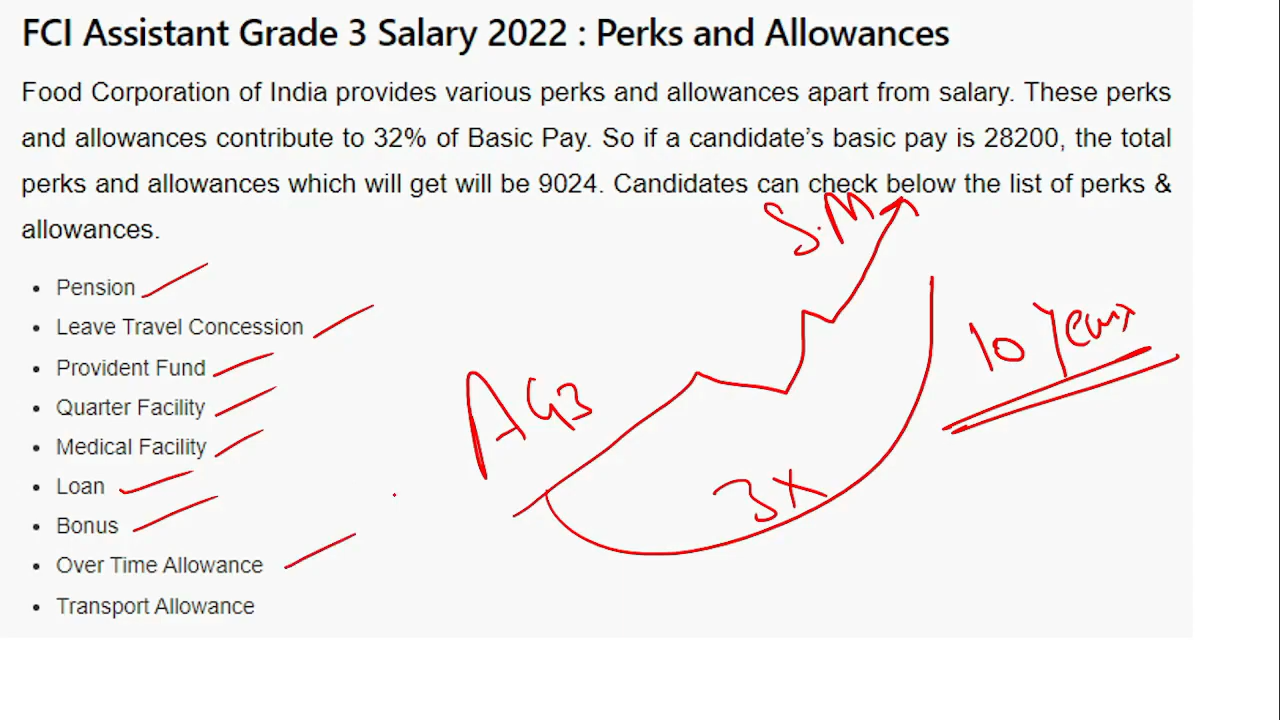 FCI Assistant Grade 3 Salary 2022 : Perks and Allowances
Food Corporation of India provides various perks and allowances apart from salary. These perks
and allowances contribute to 32% of Basic Pay. So if a candidate's basic pay is 28200, the total
perks and allowances which will get will be 9024. Candidates can check below the list of perks &
allowances.
• Pension
• Leave Travel Concession
• Provident Fund
• Quarter Facility
• Medical Facility
• Loan
• Bonus
• Over Time Allowance
• Transport Allowance
S.M
10 Years
AG3
3X